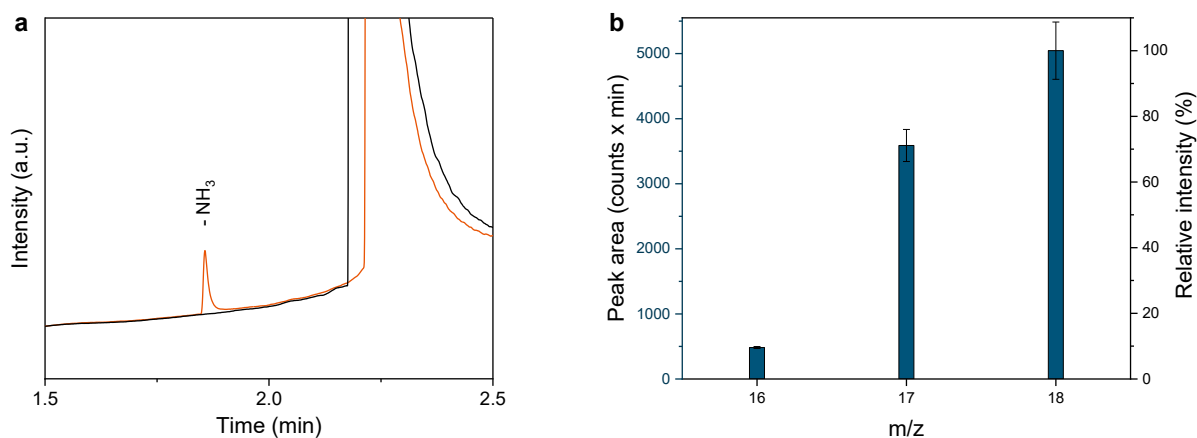 a
Intensity (a.u.)
- NH₃
1.5
2.0
2.5
Time (min)
b
Peak area (counts x min)
5000
4000
3000
2000
1000
0
100
80
60
40
20
0
Relative intensity (%)
16
17
18
m/z